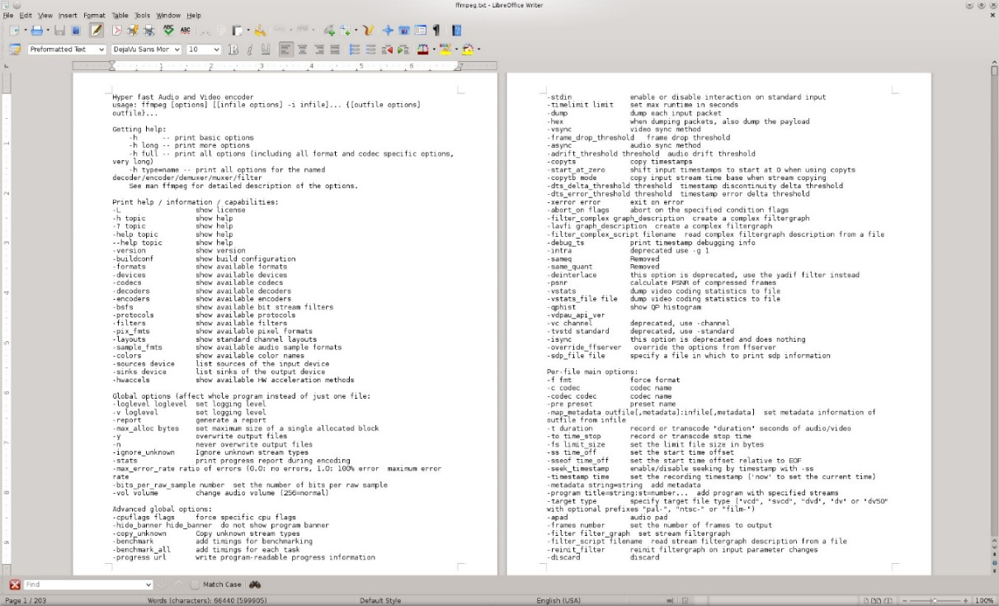 ffmpeg.txt - LibreOffice Writer
File Edit View Insert Format Table Tools Window Help
Preformatted Text DejaVu Sans Mor 10
1 2 3 4 5 6 7
Hyper fast Audio and Video encoder
usage: ffmpeg [options] [[infile options] -i infile]... {[outfile options]
outfile}...
Getting help:
-h -- print basic options
-h long -- print more options
-h full -- print all options (including all format and codec specific options,
very long)
-h type=name -- print all options for the named
decoder/encoder/demuxer/muxer/filter
See man ffmpeg for detailed description of the options.
Print help / information / capabilities:
-L show license
-h topic show help
-? topic show help
-help topic show help
--help topic show help
-version show version
-buildconf show build configuration
-formats show available formats
-devices show available devices
-codecs show available codecs
-decoders show available decoders
-encoders show available encoders
-bsfs show available bit stream filters
-protocols show available protocols
-filters show available filters
-pix_fmts show available pixel formats
-layouts show standard channel layouts
-sample_fmts show available audio sample formats
-colors show available color names
-sources device list sources of the input device
-sinks device list sinks of the output device
-hwaccels show available HW acceleration methods
Global options (affect whole program instead of just one file:
-loglevel loglevel set logging level
-v loglevel set logging level
-report generate a report
-max_alloc bytes set maximum size of a single allocated block
-y overwrite output files
-n never overwrite output files
-ignore_unknown Ignore unknown stream types
-stats print progress report during encoding
-max_error_rate ratio of errors (0.0: no errors, 1.0: 100% error maximum error
rate
-bits_per_raw_sample number set the number of bits per raw sample
-vol volume change audio volume (256=normal)
Advanced global options:
-cpuflags flags force specific cpu flags
-hide_banner hide_banner do not show program banner
-copy_unknown Copy unknown stream types
-benchmark add timings for benchmarking
-benchmark_all add timings for each task
-progress url write program-readable progress information
-stdin enable or disable interaction on standard input
-timelimit limit set max runtime in seconds
-dump dump each input packet
-hex when dumping packets, also dump the payload
-vsync video sync method
-frame_drop_threshold frame drop threshold
-async audio sync method
-adrift_threshold threshold audio drift threshold
-copyts copy timestamps
-start_at_zero shift input timestamps to start at 0 when using copyts
-copytb mode copy input stream time base when stream copying
-dts_delta_threshold threshold timestamp discontinuity delta threshold
-dts_error_threshold threshold timestamp error delta threshold
-xerror error exit on error
-abort_on flags abort on the specified condition flags
-filter_complex graph_description create a complex filtergraph
-lavfi graph_description create a complex filtergraph
-filter_complex_script filename read complex filtergraph description from a file
-debug_ts print timestamp debugging info
-intra deprecated use -g 1
-sameq Removed
-same_quant Removed
-deinterlace this option is deprecated, use the yadif filter instead
-psnr calculate PSNR of compressed frames
-vstats dump video coding statistics to file
-vstats_file file dump video coding statistics to file
-qphist show QP histogram
-vdpau_api_ver
-vc channel deprecated, use -channel
-tvstd standard deprecated, use -standard
-isync this option is deprecated and does nothing
-override_ffserver override the options from ffserver
-sdp_file file specify a file in which to print sdp information
Per-file main options:
-f fmt force format
-c codec codec name
-codec codec codec name
-pre preset preset name
-map_metadata outfile[,metadata]:infile[,metadata] set metadata information of
outfile from infile
-t duration record or transcode "duration" seconds of audio/video
-to time_stop record or transcode stop time
-fs limit_size set the limit file size in bytes
-ss time_off set the start time offset
-sseof time_off set the start time offset relative to EOF
-seek_timestamp enable/disable seeking by timestamp with -ss
-timestamp time set the recording timestamp ('now' to set the current time)
-metadata string=string add metadata
-program title=string:st=number... add program with specified streams
-target type specify target file type ("vcd", "svcd", "dvd", "dv" or "dv50"
with optional prefixes "pal-", "ntsc-" or "film-")
-apad audio pad
-frames number set the number of frames to output
-filter filter_graph set stream filtergraph
-filter_script filename read stream filtergraph description from a file
-reinit_filter reinit filtergraph on input parameter changes
-discard discard
Find Match Case
Page 1 / 203 Words (characters): 66440 (599905) Default Style English (USA) 100%